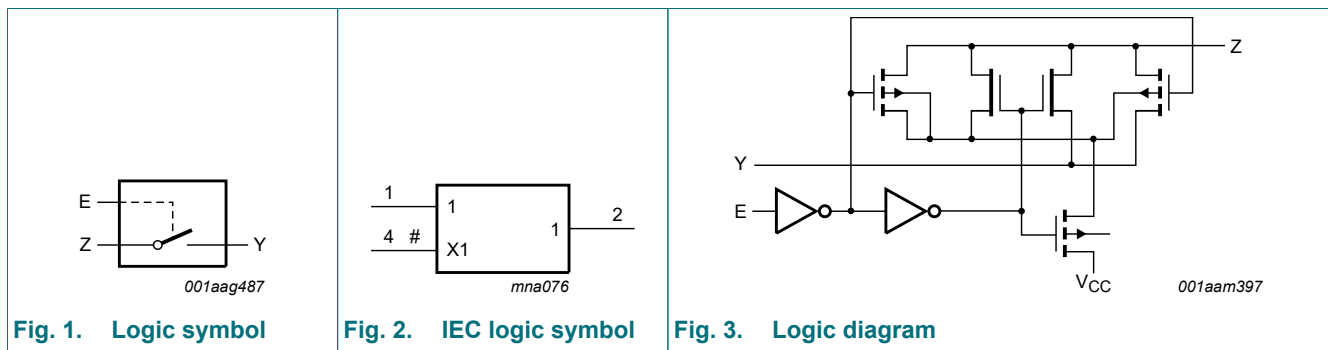 E
Z
Y
001aag487
Fig. 1. Logic symbol
1
1
1
2
4 #
X1
mna076
Fig. 2. IEC logic symbol
Z
Y
E
VCC
001aam397
Fig. 3. Logic diagram